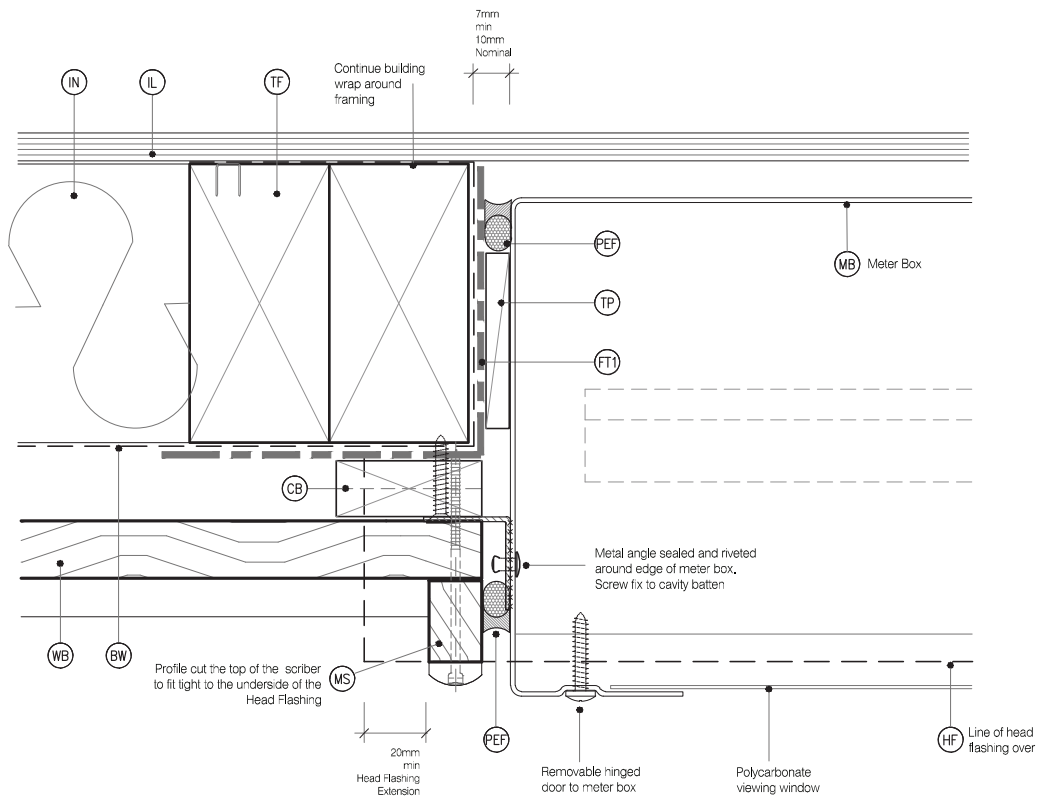 7mm
min
10mm
Nominal
IN
IL
TF
Continue building
wrap around
framing
PEF
MB
Meter Box
TP
FT1
CB
Metal angle sealed and riveted
around edge of meter box.
Screw fix to cavity batten
WB
BW
Profile cut the top of the scriber
to fit tight to the underside of the
Head Flashing
MS
PEF
HF
Line of head
flashing over
20mm
min
Head Flashing
Extension
Removable hinged
door to meter box
Polycarbonate
viewing window